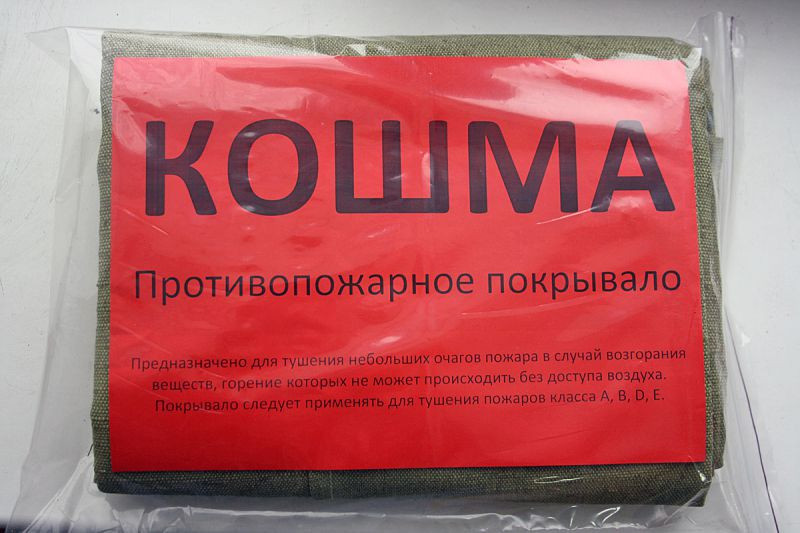 КОШМА
Противопожарное покрывало
Предназначено для тушения небольших очагов пожара в случай возгорания
веществ, горение которых не может происходить без доступа воздуха.
Покрывало следует применять для тушения пожаров класса А, В, D, Е.